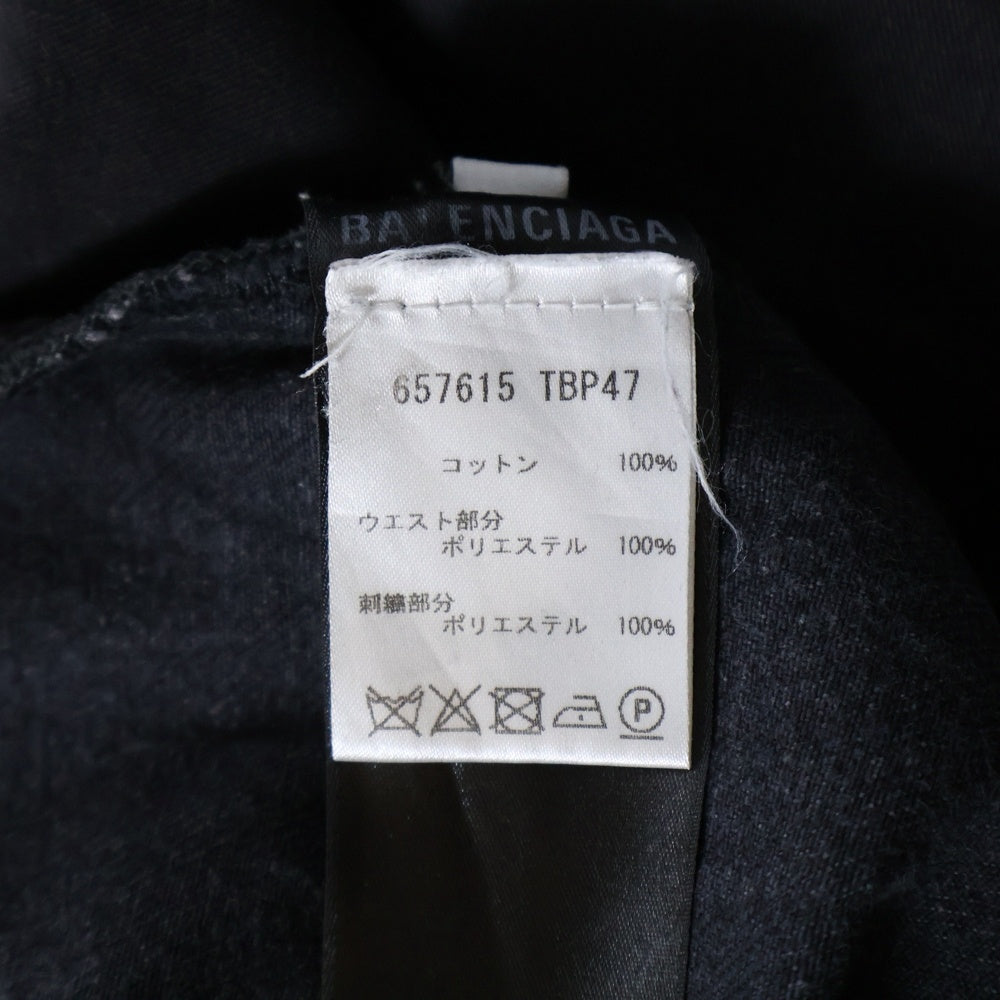 BALENCIAGA
657615 TBP47
コットン 100%
ウエスト部分
ポリエステル 100%
刺繍部分
ポリエステル 100%
P